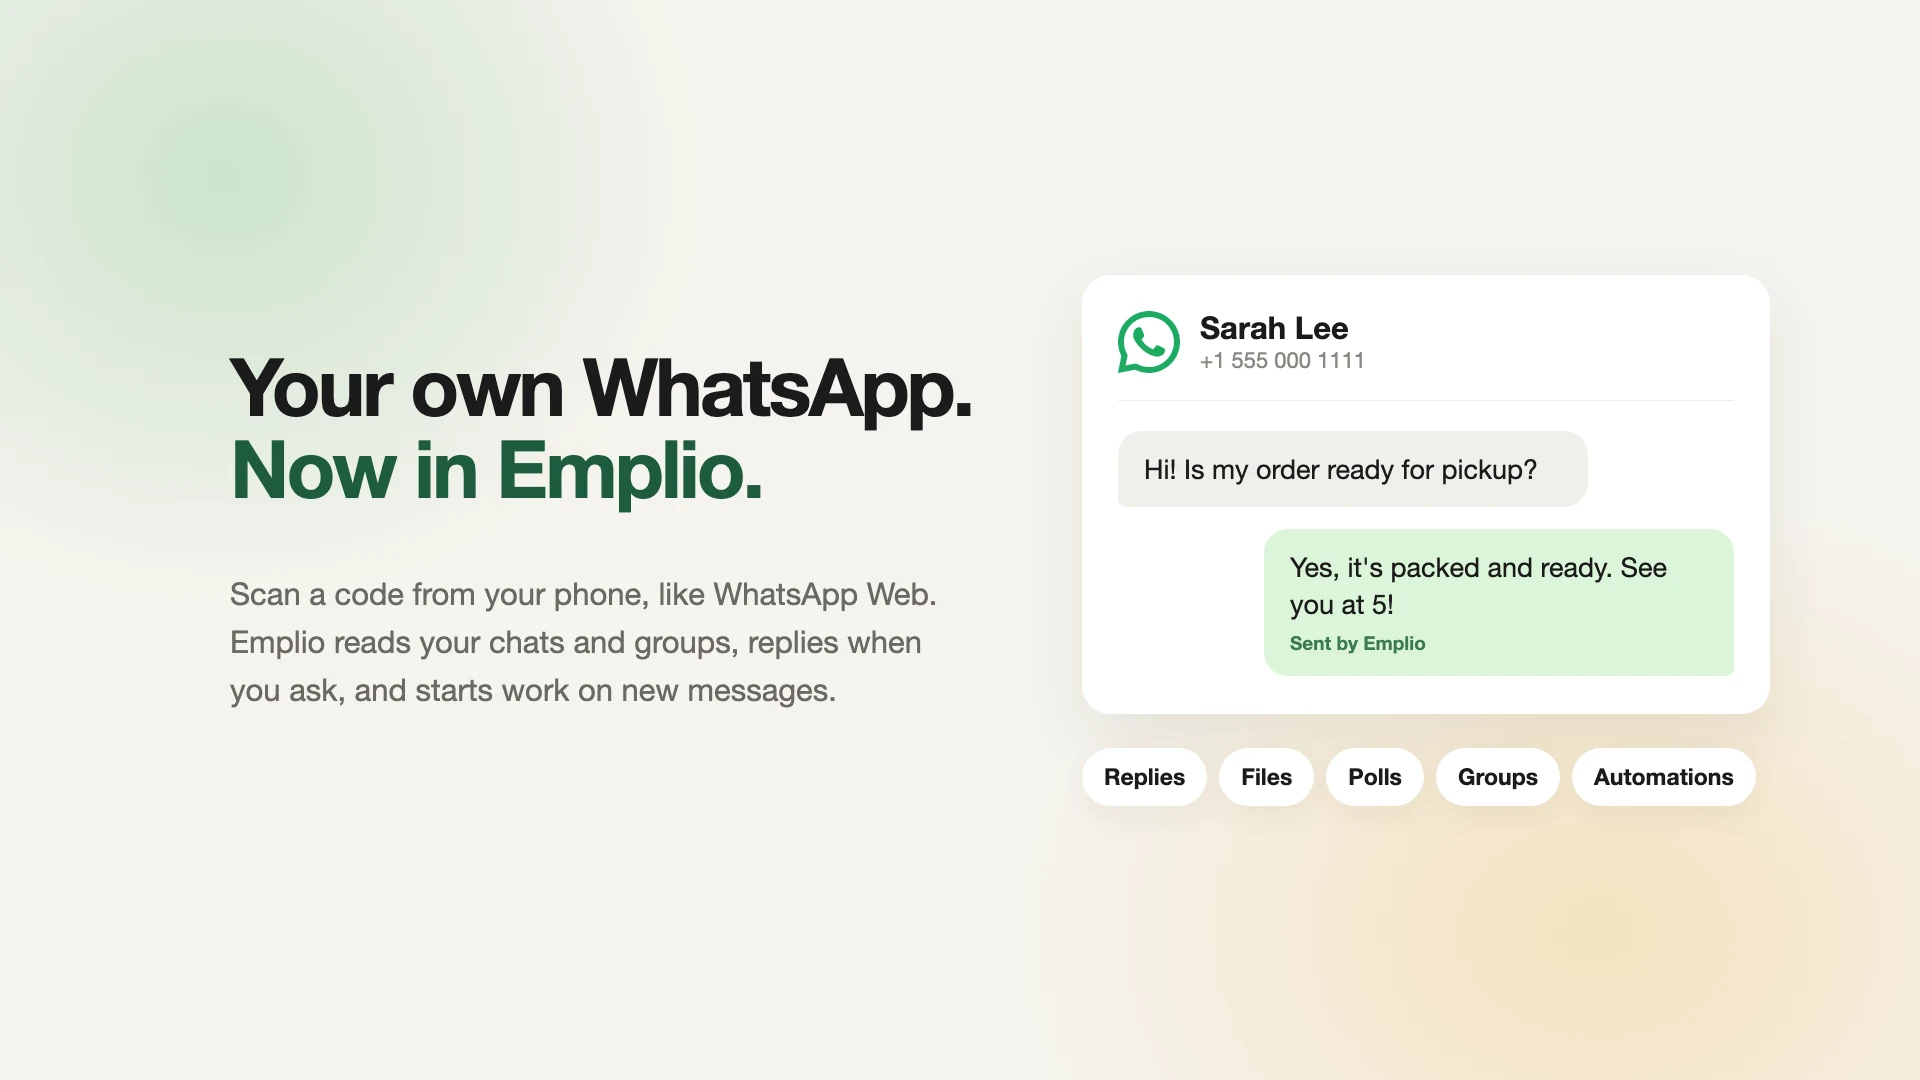 Your own WhatsApp.
Now in Emplio.
Scan a code from your phone, like WhatsApp Web.
Emplio reads your chats and groups, replies when
you ask, and starts work on new messages.
Sarah Lee
+1 555 000 1111
Hi! Is my order ready for pickup?
Yes, it's packed and ready. See
you at 5!
Sent by Emplio
Replies
Files
Polls
Groups
Automations